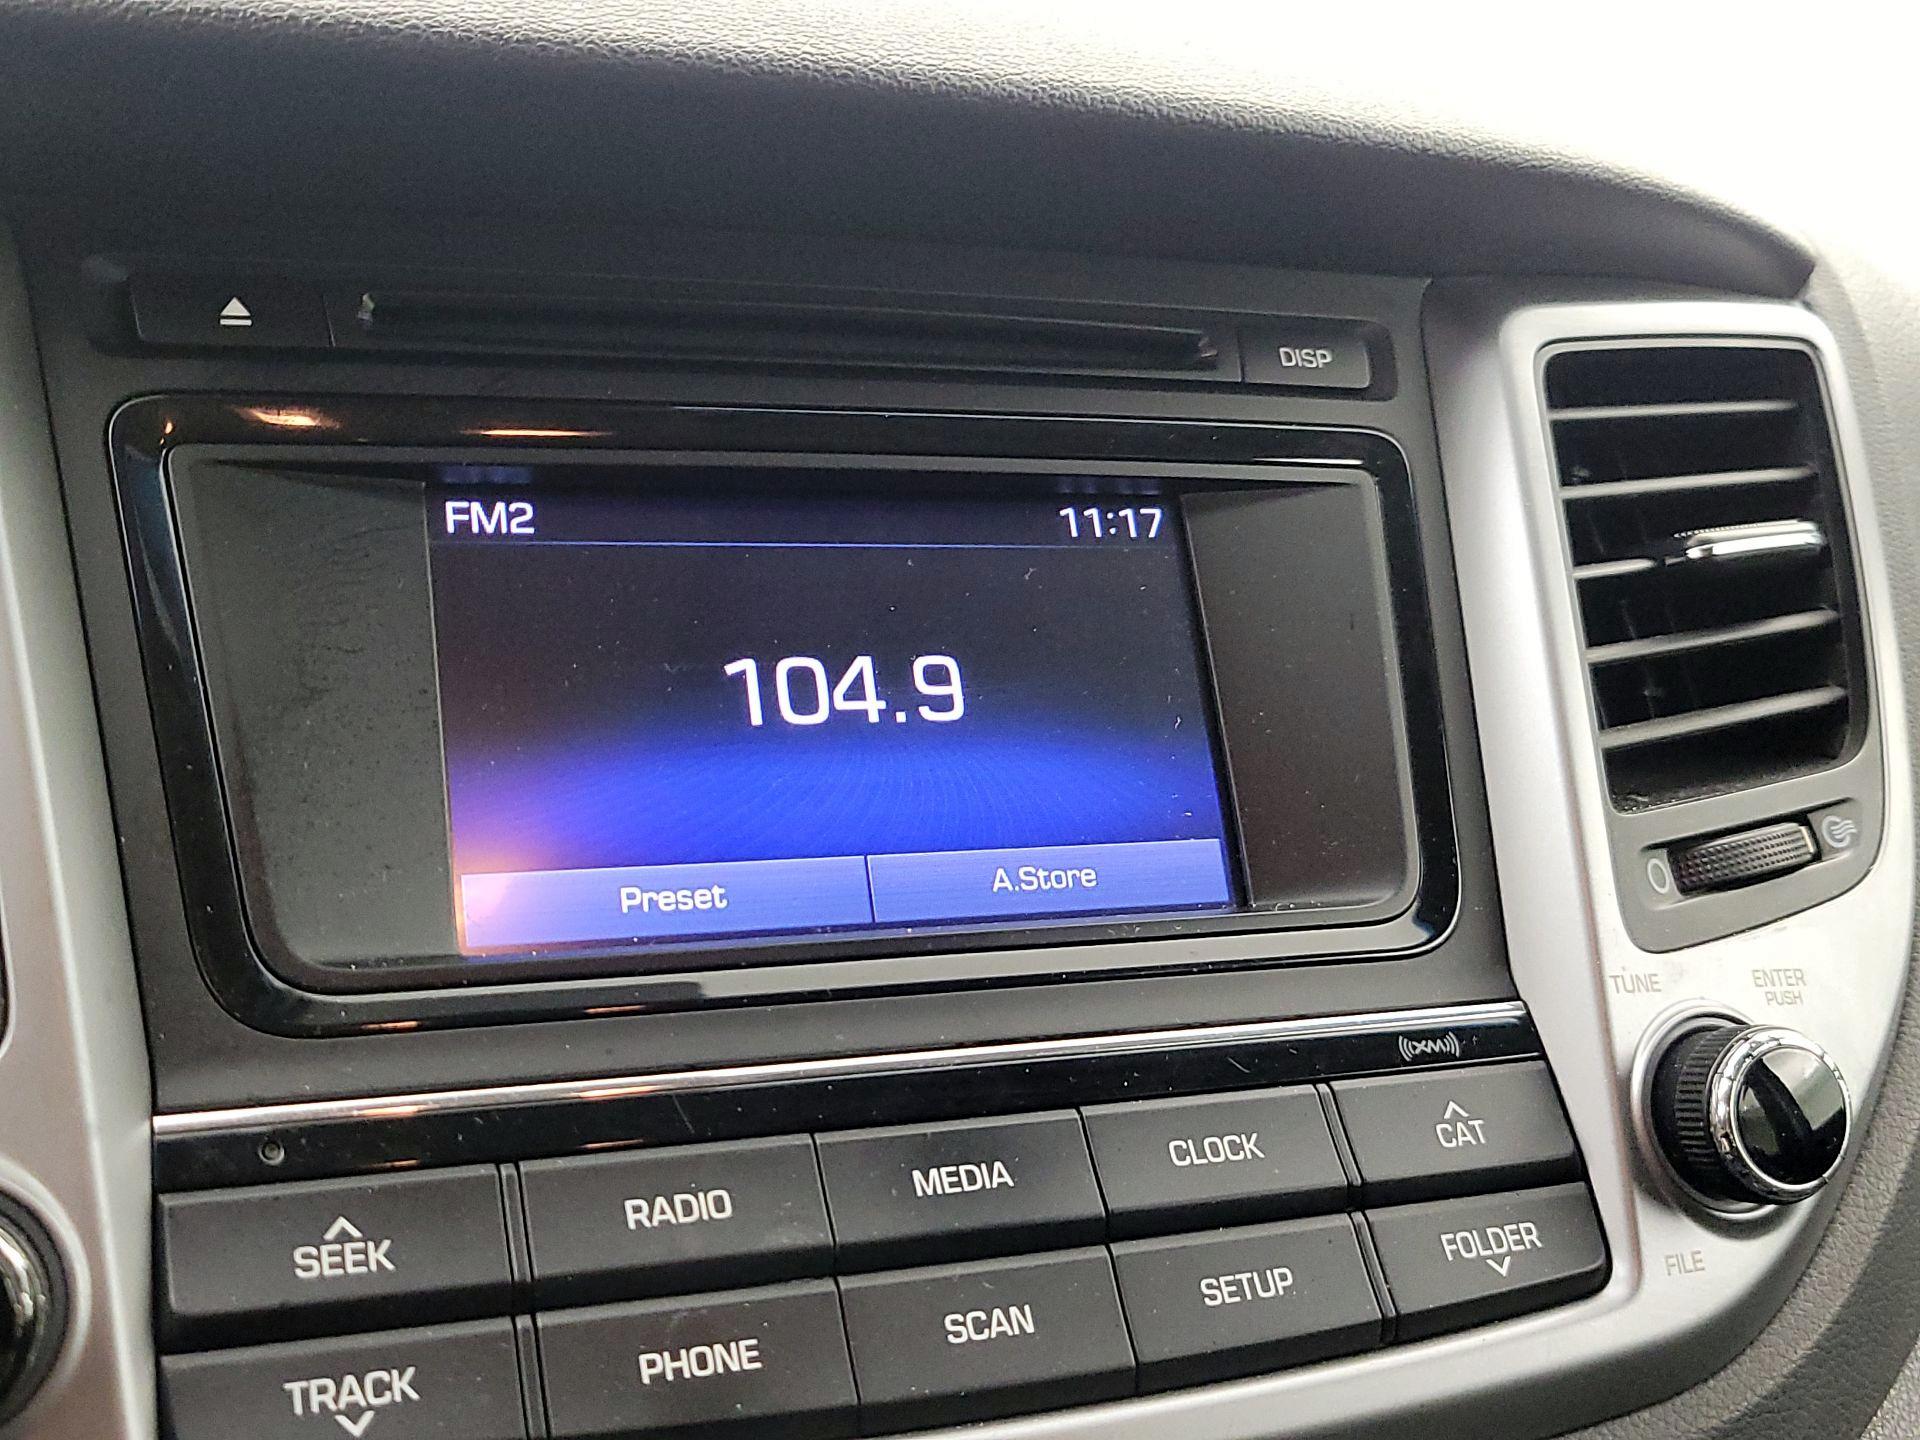 DISP
FM2 11:17
104.9
Preset A.Store
TUNE ENTER
PUSH
((XM))
SEEK RADIO MEDIA CLOCK CAT
TRACK PHONE SCAN SETUP FOLDER
FILE